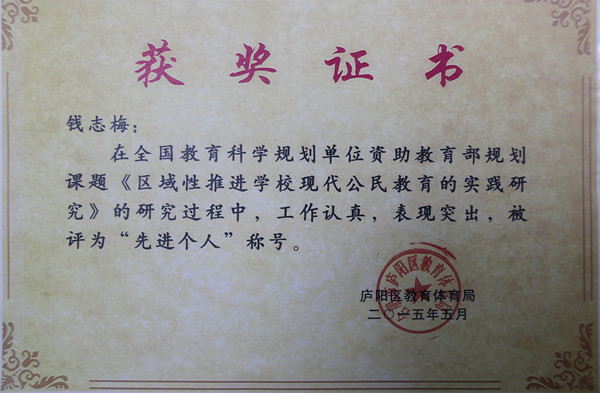 获奖证书
钱志梅：
在全国教育科学规划单位资助教育部规划
课题《区域性推进学校现代公民教育的实践研
究》的研究过程中，工作认真，表现突出，被
评为“先进个人”称号。
庐阳区教育体育局
二〇一五年五月